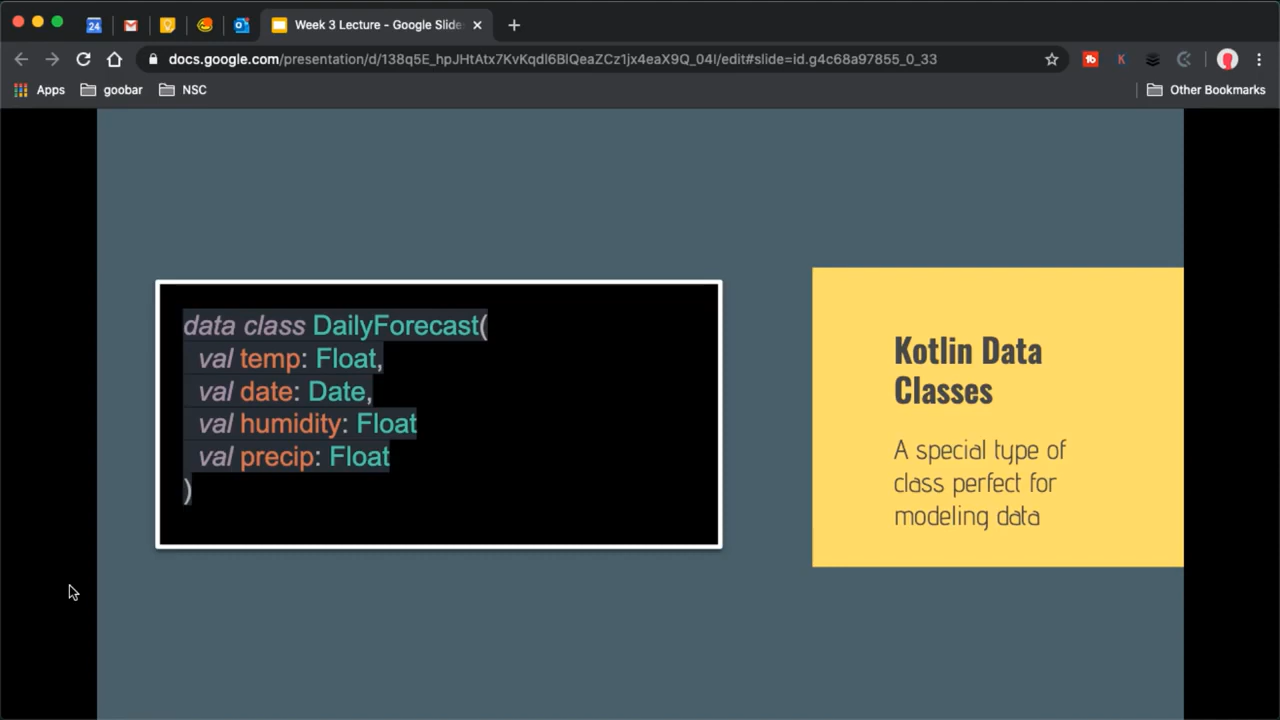 24
Week 3 Lecture - Google Slide
docs.google.com/presentation/d/138q5E_hpJHtAtx7KvKqdl6BlQeaZCz1jx4eaX9Q_04I/edit#slide=id.g4c68a97855_0_33
Apps
goobar
NSC
Other Bookmarks
data class DailyForecast(
val temp: Float,
val date: Date,
val humidity: Float
val precip: Float
)
Kotlin Data
Classes
A special type of
class perfect for
modeling data